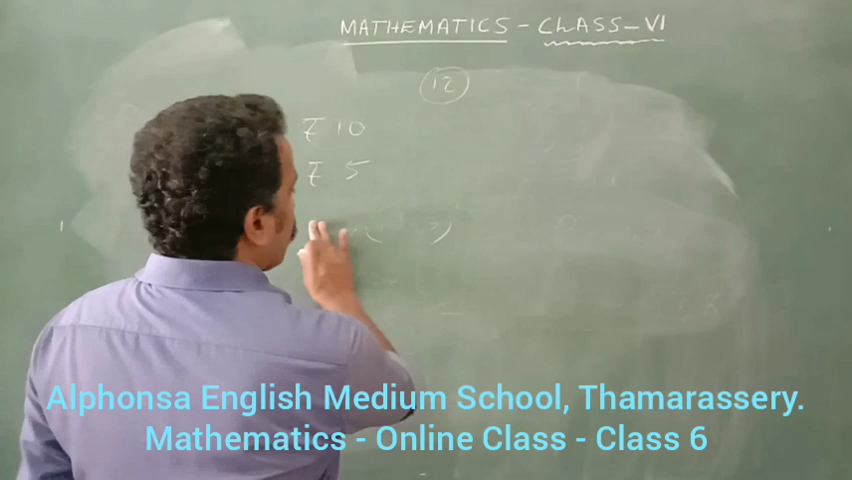 MATHEMATICS - CLASS - VI
12
₹ 10
₹ 5
Alphonsa English Medium School, Thamarassery.
Mathematics - Online Class - Class 6